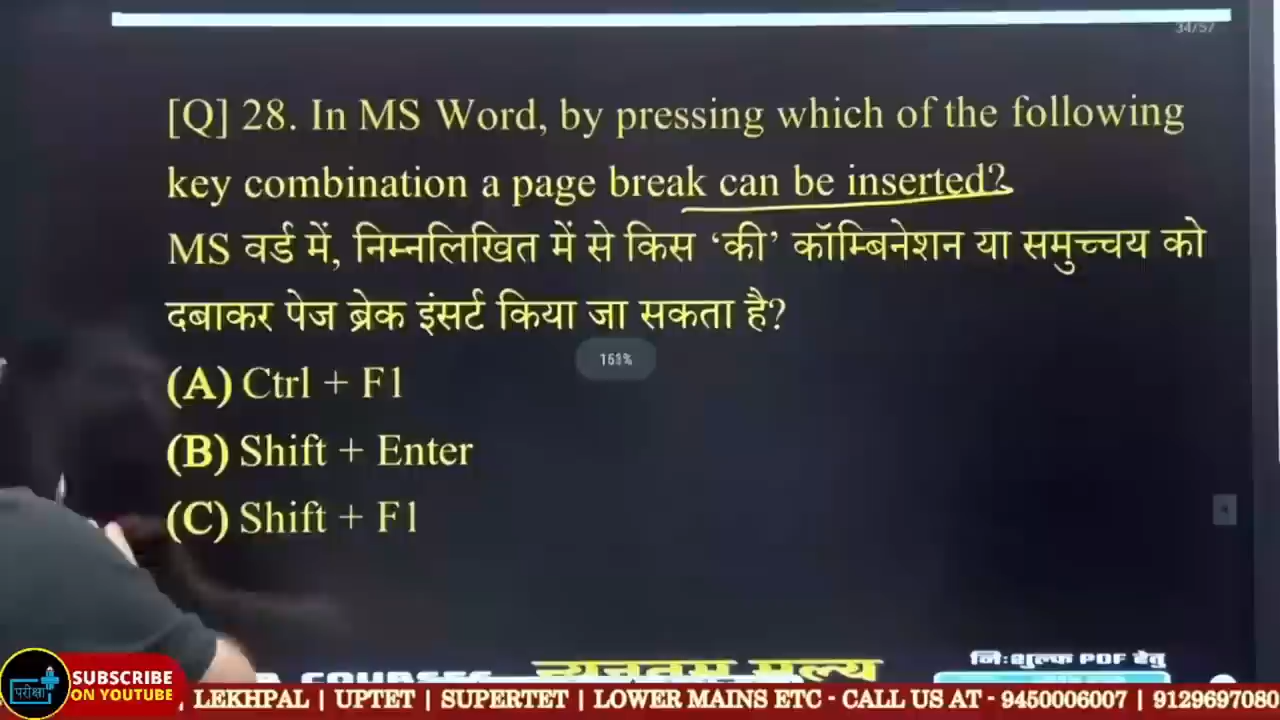 34/57
[Q] 28. In MS Word, by pressing which of the following
key combination a page break can be inserted?
MS वर्ड में, निम्नलिखित में से किस ‘की’ कॉम्बिनेशन या समुच्चय को
दबाकर पेज ब्रेक इंसर्ट किया जा सकता है?
(A) Ctrl + F1
(B) Shift + Enter
(C) Shift + F1
न्यूनतम मूल्य
निःशुल्क PDF हेतु
परीक्षा
SUBSCRIBE
ON YOUTUBE
LEKHPAL | UPTET | SUPERTET | LOWER MAINS ETC - CALL US AT - 9450006007 | 9129697080